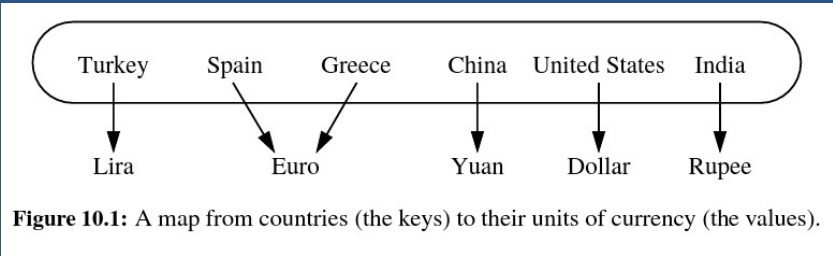 Turkey Spain Greece China United States India
Lira Euro Yuan Dollar Rupee
Figure 10.1: A map from countries (the keys) to their units of currency (the values).